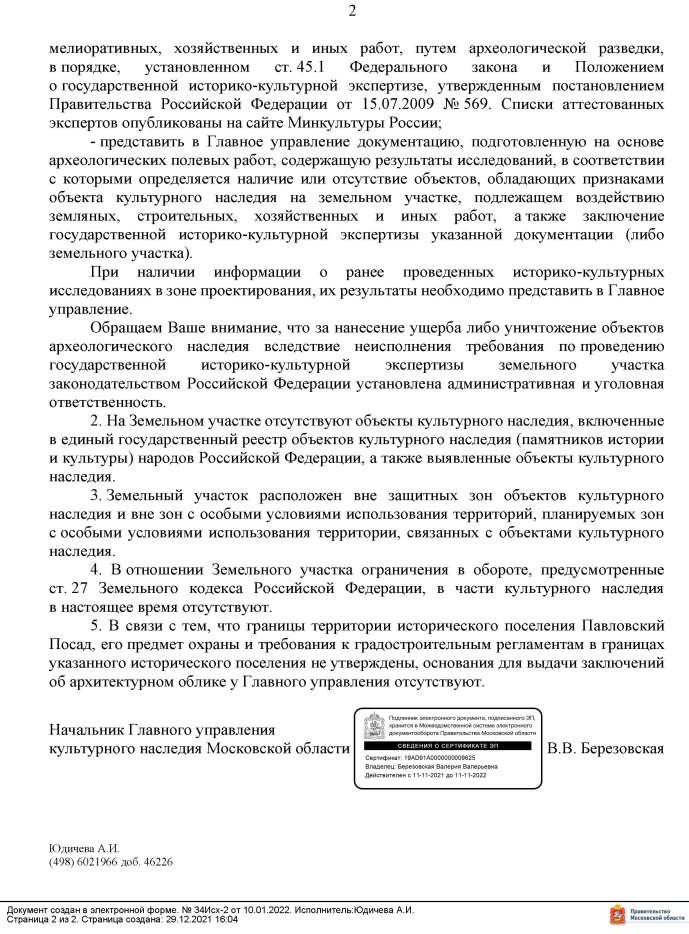 2
мелиоративных, хозяйственных и иных работ, путем археологической разведки,
в порядке, установленном ст. 45.1 Федерального закона и Положением
о государственной историко-культурной экспертизе, утвержденным постановлением
Правительства Российской Федерации от 15.07.2009 № 569. Списки аттестованных
экспертов опубликованы на сайте Минкультуры России;
- представить в Главное управление документацию, подготовленную на основе
археологических полевых работ, содержащую результаты исследований, в соответствии
с которыми определяется наличие или отсутствие объектов, обладающих признаками
объекта культурного наследия на земельном участке, подлежащем воздействию
земляных, строительных, хозяйственных и иных работ, а также заключение
государственной историко-культурной экспертизы указанной документации (либо
земельного участка).
При наличии информации о ранее проведенных историко-культурных
исследованиях в зоне проектирования, их результаты необходимо представить в Главное
управление.
Обращаем Ваше внимание, что за нанесение ущерба либо уничтожение объектов
археологического наследия вследствие неисполнения требования по проведению
государственной историко-культурной экспертизы земельного участка
законодательством Российской Федерации установлена административная и уголовная
ответственность.
2. На Земельном участке отсутствуют объекты культурного наследия, включенные
в единый государственный реестр объектов культурного наследия (памятников истории
и культуры) народов Российской Федерации, а также выявленные объекты культурного
наследия.
3. Земельный участок расположен вне защитных зон объектов культурного
наследия и вне зон с особыми условиями использования территорий, планируемых зон
с особыми условиями использования территории, связанных с объектами культурного
наследия.
4. В отношении Земельного участка ограничения в обороте, предусмотренные
ст. 27 Земельного кодекса Российской Федерации, в части культурного наследия
в настоящее время отсутствуют.
5. В связи с тем, что границы территории исторического поселения Павловский
Посад, его предмет охраны и требования к градостроительным регламентам в границах
указанного исторического поселения не утверждены, основания для выдачи заключений
об архитектурном облике у Главного управления отсутствуют.
Начальник Главного управления
культурного наследия Московской области
Подлинник электронного документа, подписанного ЭП,
хранится в Межведомственной системе электронного
документооборота Правительства Московской области
СВЕДЕНИЯ О СЕРТИФИКАТЕ ЭП
Сертификат: 19AD91A0000000009625
Владелец: Березовская Валерия Валерьевна
Действителен с 11-11-2021 до 11-11-2022
В.В. Березовская
Юдичева А.И.
(498) 6021966 доб. 46226
Документ создан в электронной форме. № 34Исх-2 от 10.01.2022. Исполнитель:Юдичева А.И.
Страница 2 из 2. Страница создана: 29.12.2021 16:04
Правительство
Московской области